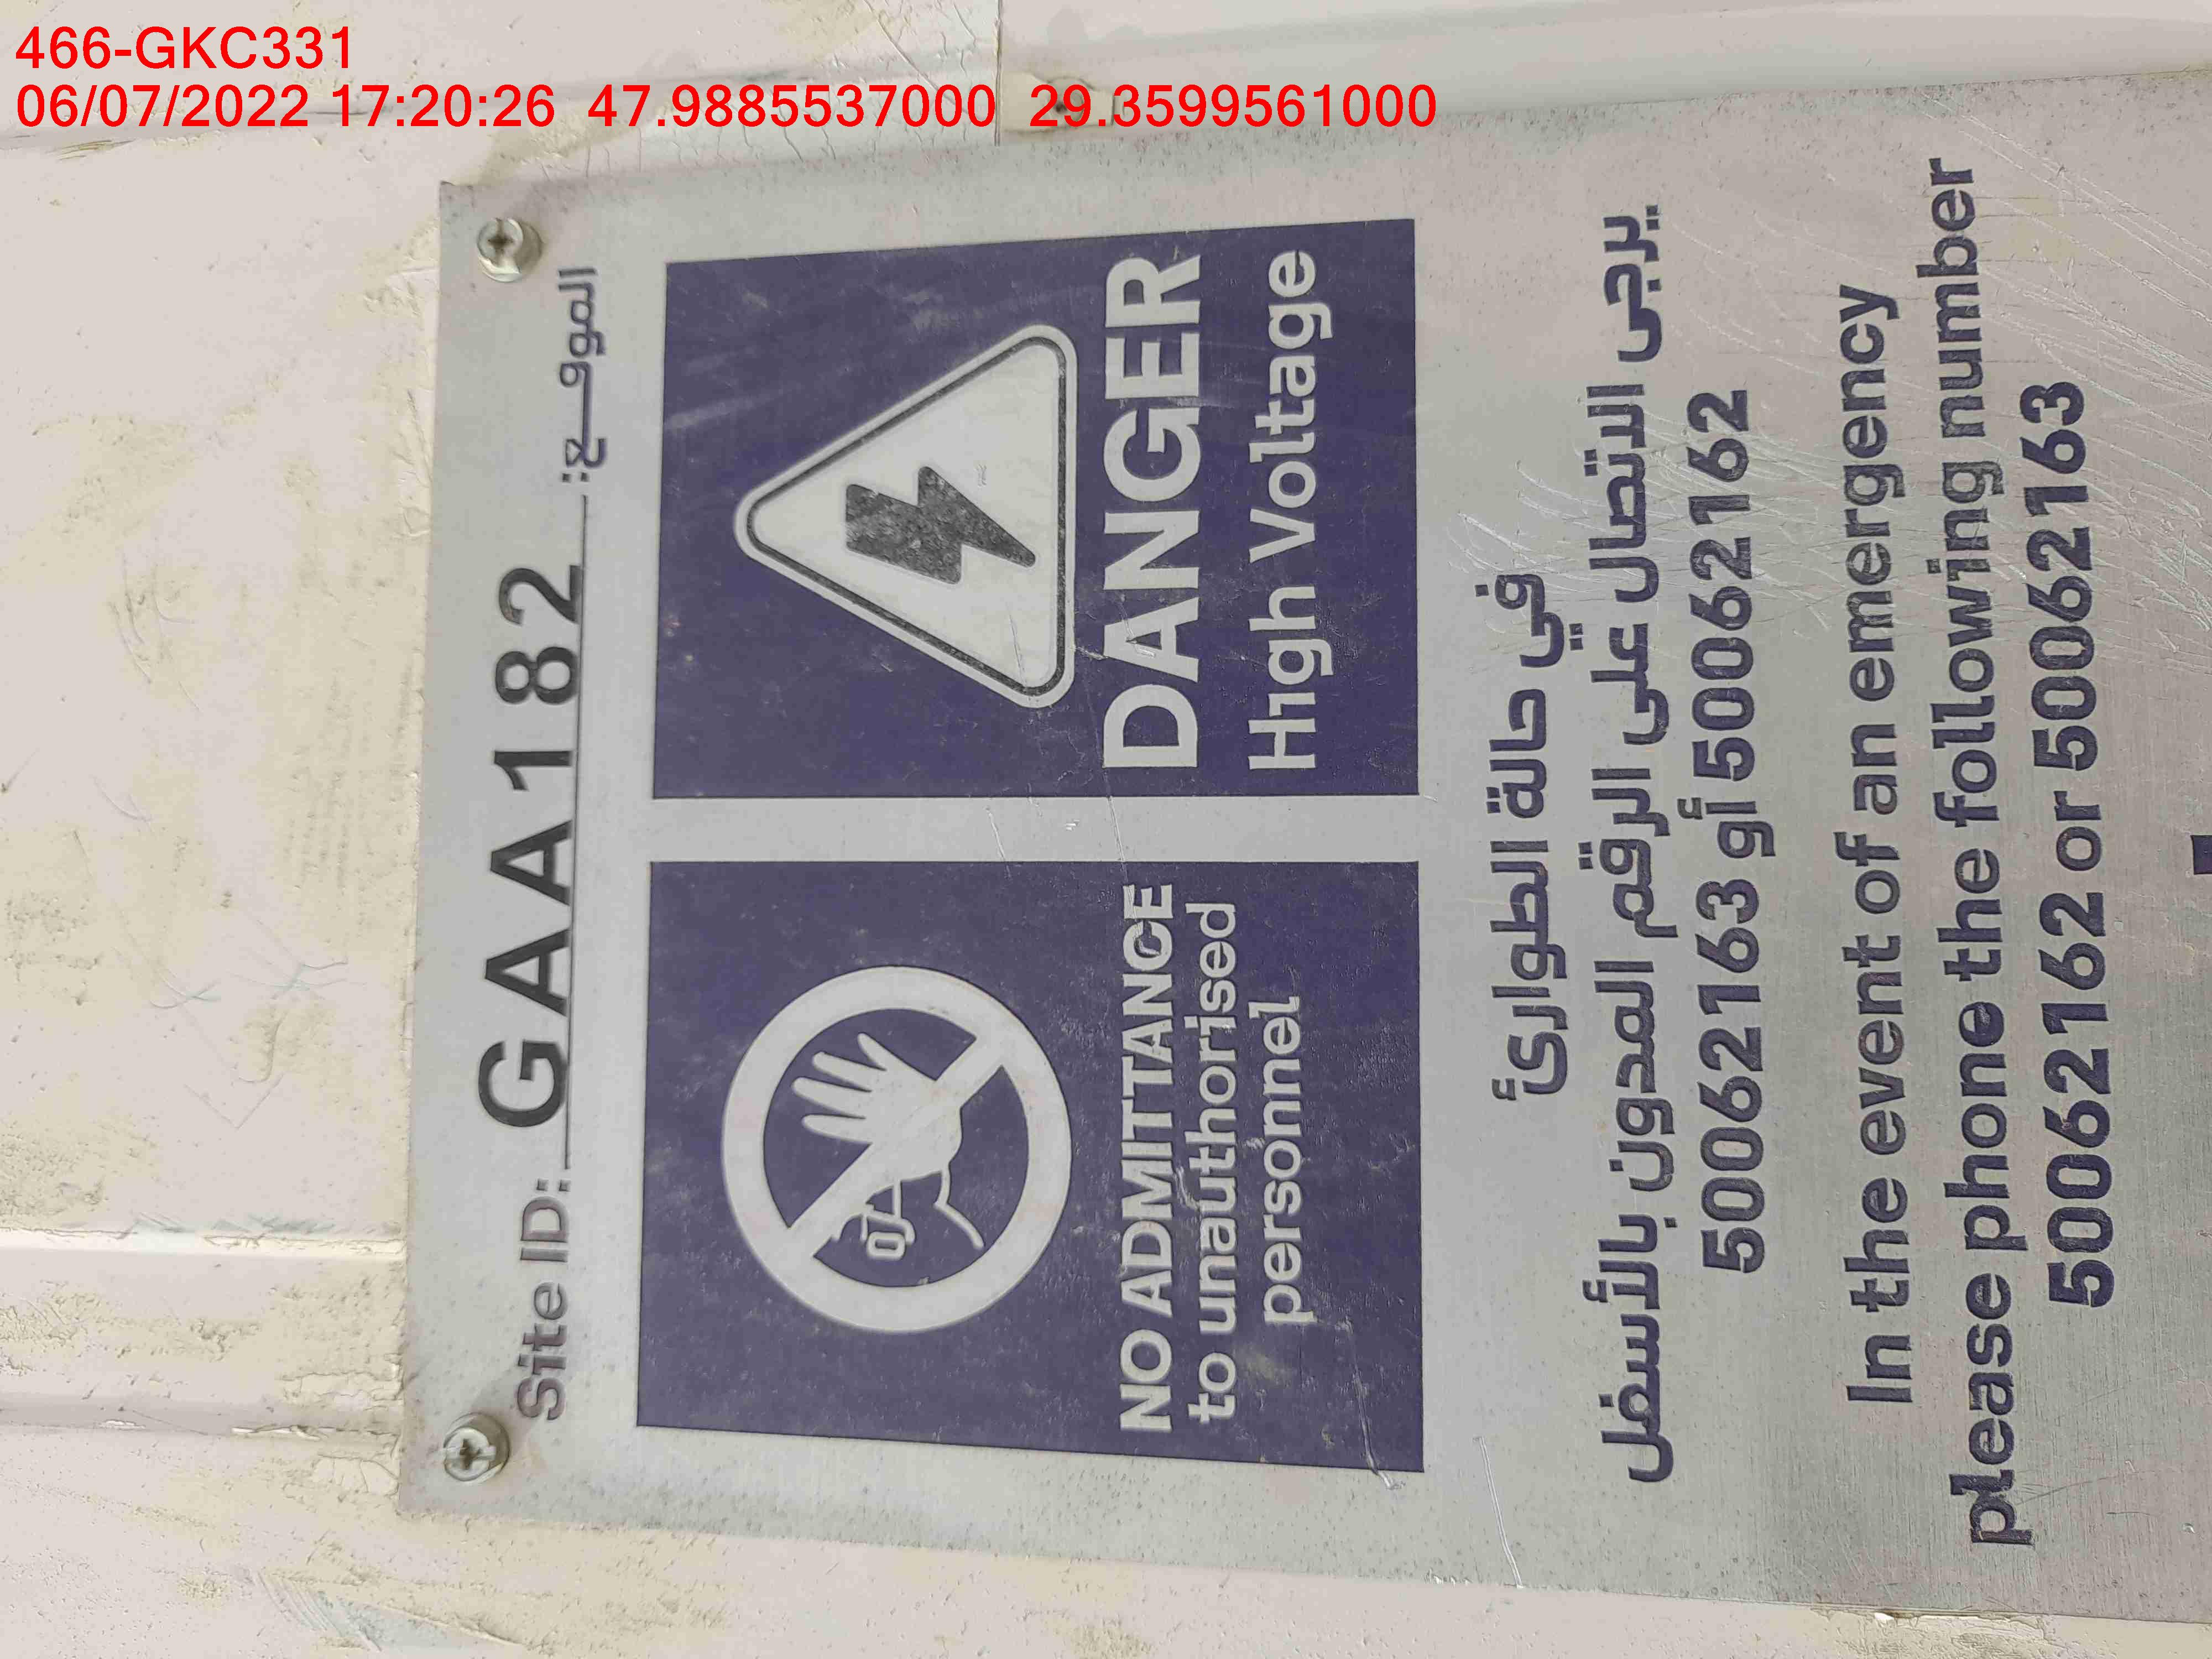 466-GKC331
06/07/2022 17:20:26 47.9885537000 29.3599561000
Site ID: GAA182 الموقــع:
NO ADMITTANCE
to unauthorised
personnel
DANGER
High Voltage
في حالة الطوارئ
يرجى الاتصال على الرقم المدون بالأسفل
50062162 أو 50062163
In the event of an emergency
please phone the following number
50062162 or 50062163